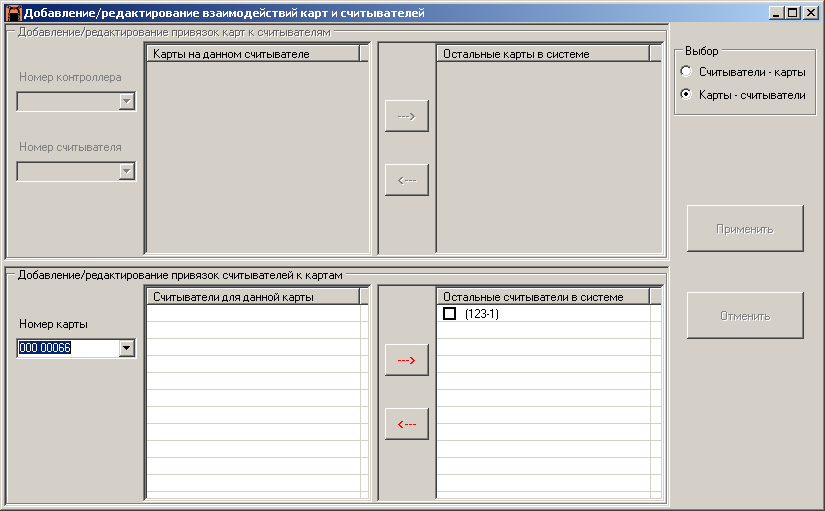 Добавление/редактирование взаимодействий карт и считывателей
Добавление/редактирование привязок карт к считывателям
Номер контроллера
Номер считывателя
Карты на данном считывателе
--->
<---
Остальные карты в системе
Выбор
Считыватели - карты
Карты - считыватели
Применить
Отменить
Добавление/редактирование привязок считывателей к картам
Номер карты
000 00066
Считыватели для данной карты
--->
<---
Остальные считыватели в системе
(123-1)